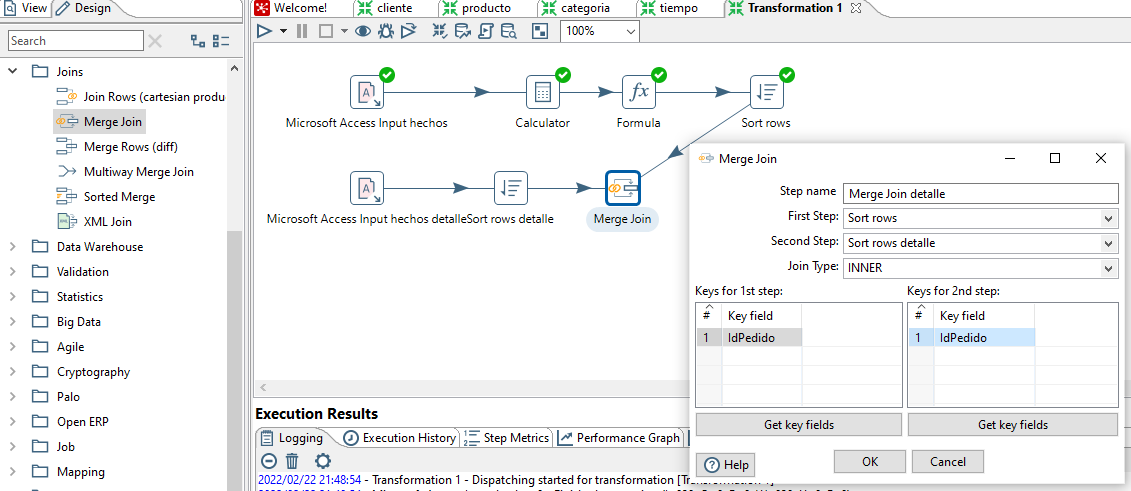 View
Design
Welcome!
cliente
producto
categoria
tiempo
Transformation 1
Search
100%
Joins
Join Rows (cartesian produ
Merge Join
Merge Rows (diff)
Multiway Merge Join
Sorted Merge
XML Join
Data Warehouse
Validation
Statistics
Big Data
Agile
Cryptography
Palo
Open ERP
Job
Mapping
A
fx
Microsoft Access Input hechos
Calculator
Formula
Sort rows
A
Microsoft Access Input hechos detalle
Sort rows detalle
Merge Join
Merge Join
Step name
Merge Join detalle
First Step:
Sort rows
Second Step:
Sort rows detalle
Join Type:
INNER
Keys for 1st step:
Keys for 2nd step:
# Key field
1 IdPedido
# Key field
1 IdPedido
Get key fields
Get key fields
Help
OK
Cancel
Execution Results
Logging
Execution History
Step Metrics
Performance Graph
2022/02/22 21:48:54 - Transformation 1 - Dispatching started for transformation [Transformation 1]